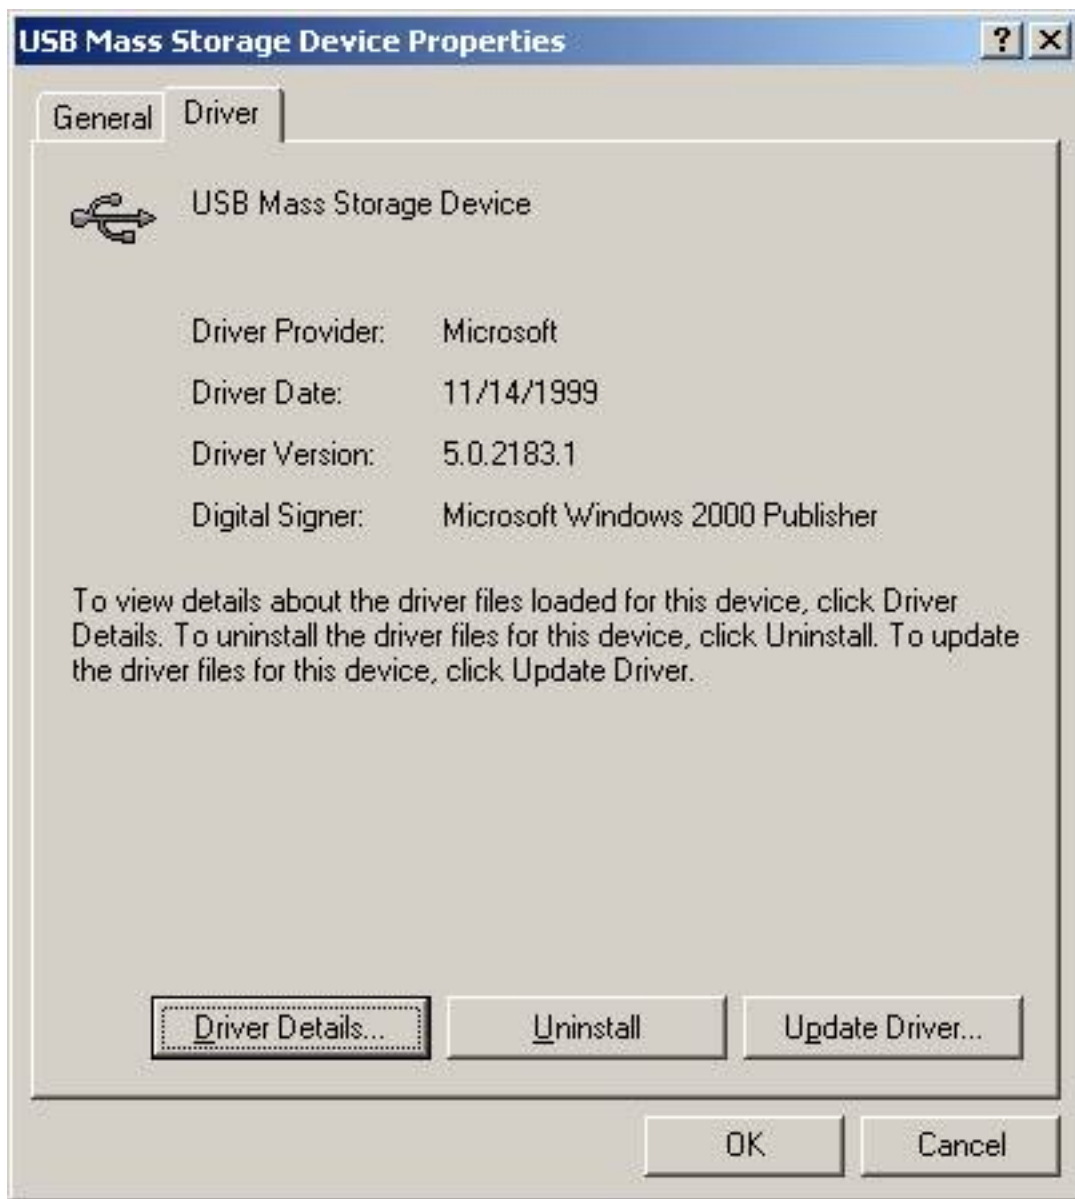 USB Mass Storage Device Properties
General
Driver
USB Mass Storage Device
Driver Provider: Microsoft
Driver Date: 11/14/1999
Driver Version: 5.0.2183.1
Digital Signer: Microsoft Windows 2000 Publisher
To view details about the driver files loaded for this device, click Driver
Details. To uninstall the driver files for this device, click Uninstall. To update
the driver files for this device, click Update Driver.
Driver Details... Uninstall Update Driver...
OK Cancel